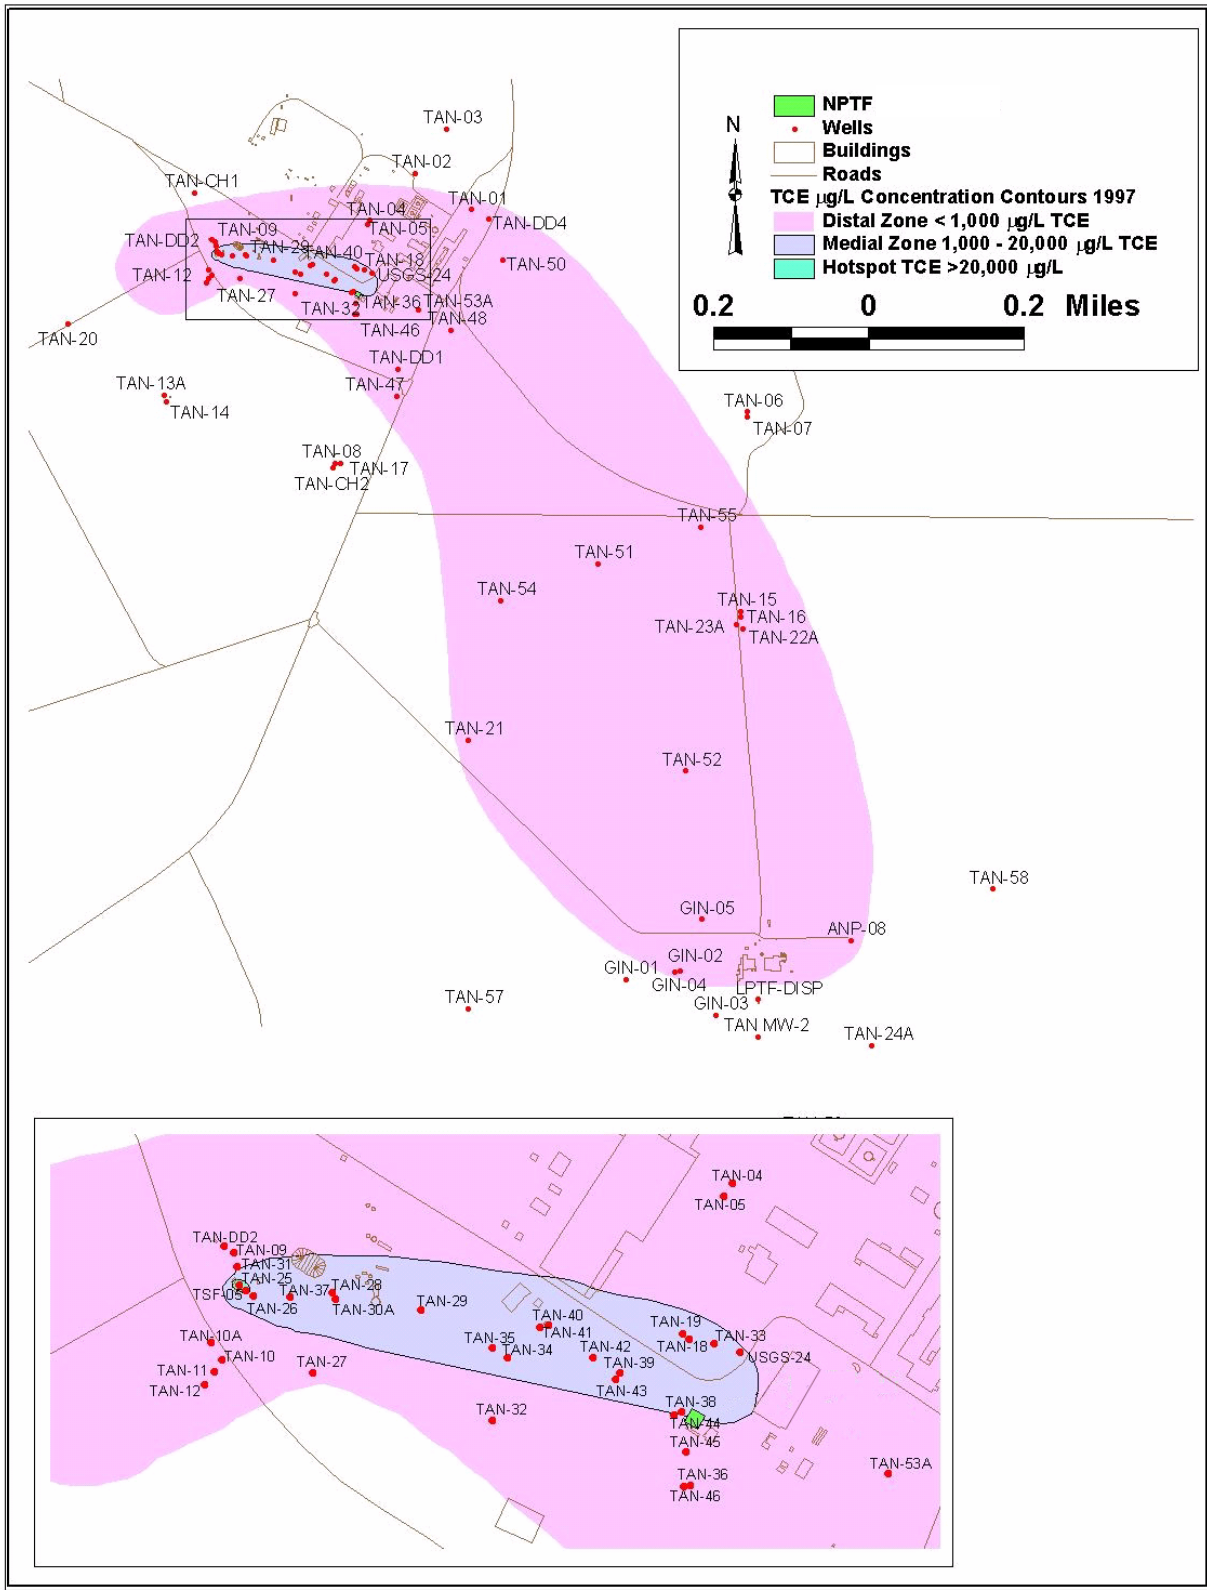 NPTF
Wells
Buildings
Roads
TCE µg/L Concentration Contours 1997
Distal Zone < 1,000 µg/L TCE
Medial Zone 1,000 - 20,000 µg/L TCE
Hotspot TCE >20,000 µg/L
N
0.2 0 0.2 Miles
TAN-03
TAN-02
TAN-CH1
TAN-01
TAN-04
TAN-DD4
TAN-05
TAN-09
TAN-DD2
TAN-29
TAN-40
TAN-18
TAN-50
TAN-12
USGS-24
TAN-27
TAN-32
TAN-36
TAN-53A
TAN-48
TAN-46
TAN-20
TAN-DD1
TAN-13A
TAN-47
TAN-14
TAN-06
TAN-07
TAN-08
TAN-17
TAN-CH2
TAN-55
TAN-51
TAN-54
TAN-15
TAN-16
TAN-23A
TAN-22A
TAN-21
TAN-52
TAN-58
GIN-05
ANP-08
GIN-02
GIN-01
GIN-04
LPTF-DISP
TAN-57
GIN-03
TAN MW-2
TAN-24A
TAN-04
TAN-05
TAN-DD2
TAN-09
TAN-31
TAN-25
TSF-05
TAN-26
TAN-37
TAN-28
TAN-30A
TAN-29
TAN-40
TAN-41
TAN-19
TAN-18
TAN-33
USGS-24
TAN-10A
TAN-10
TAN-11
TAN-12
TAN-27
TAN-35
TAN-34
TAN-42
TAN-39
TAN-43
TAN-32
TAN-38
TAN-44
TAN-45
TAN-36
TAN-46
TAN-53A